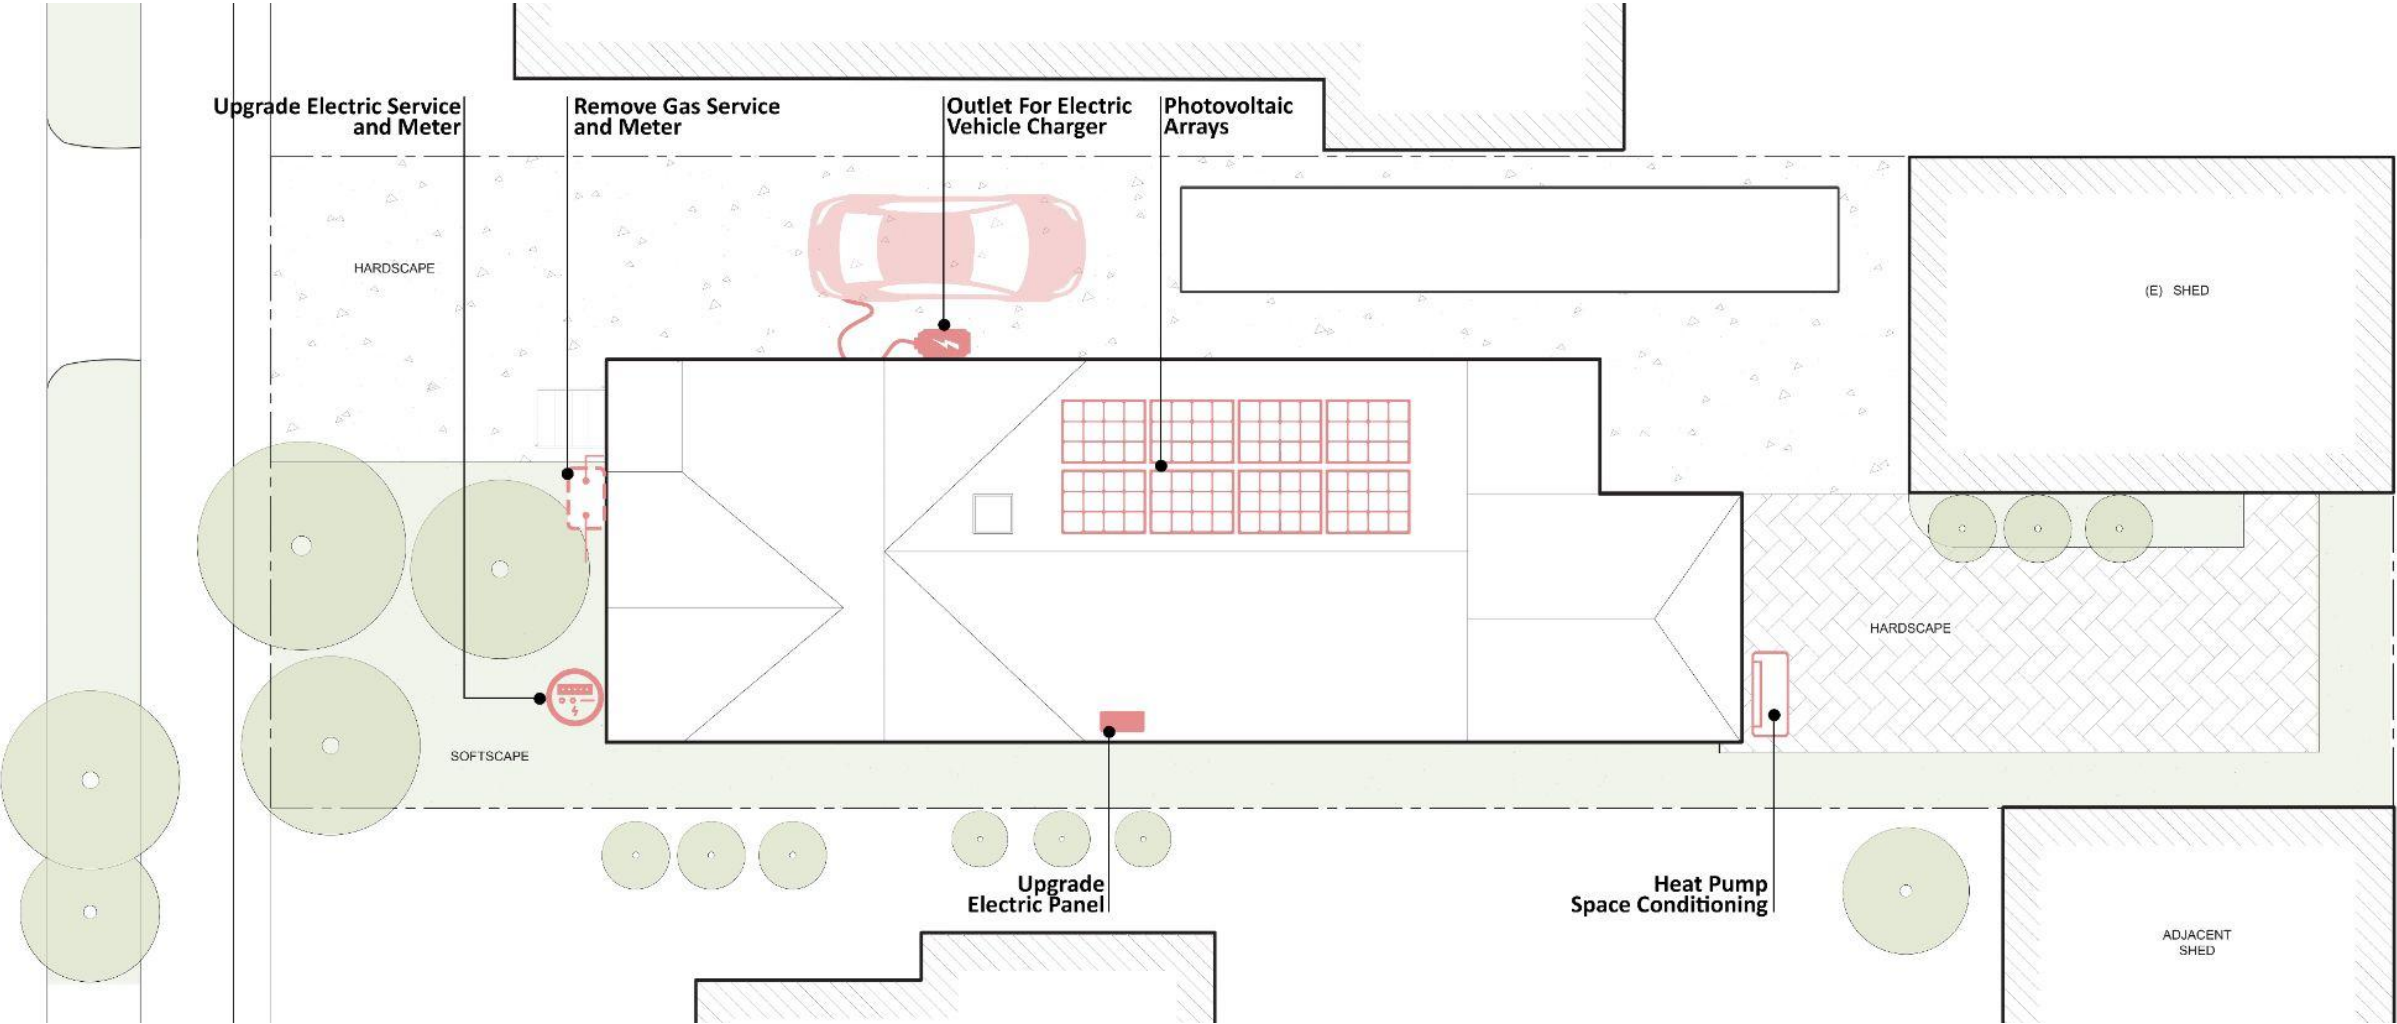 Upgrade Electric Service
and Meter
Remove Gas Service
and Meter
Outlet For Electric
Vehicle Charger
Photovoltaic
Arrays
HARDSCAPE
(E) SHED
HARDSCAPE
SOFTSCAPE
Upgrade
Electric Panel
Heat Pump
Space Conditioning
ADJACENT
SHED